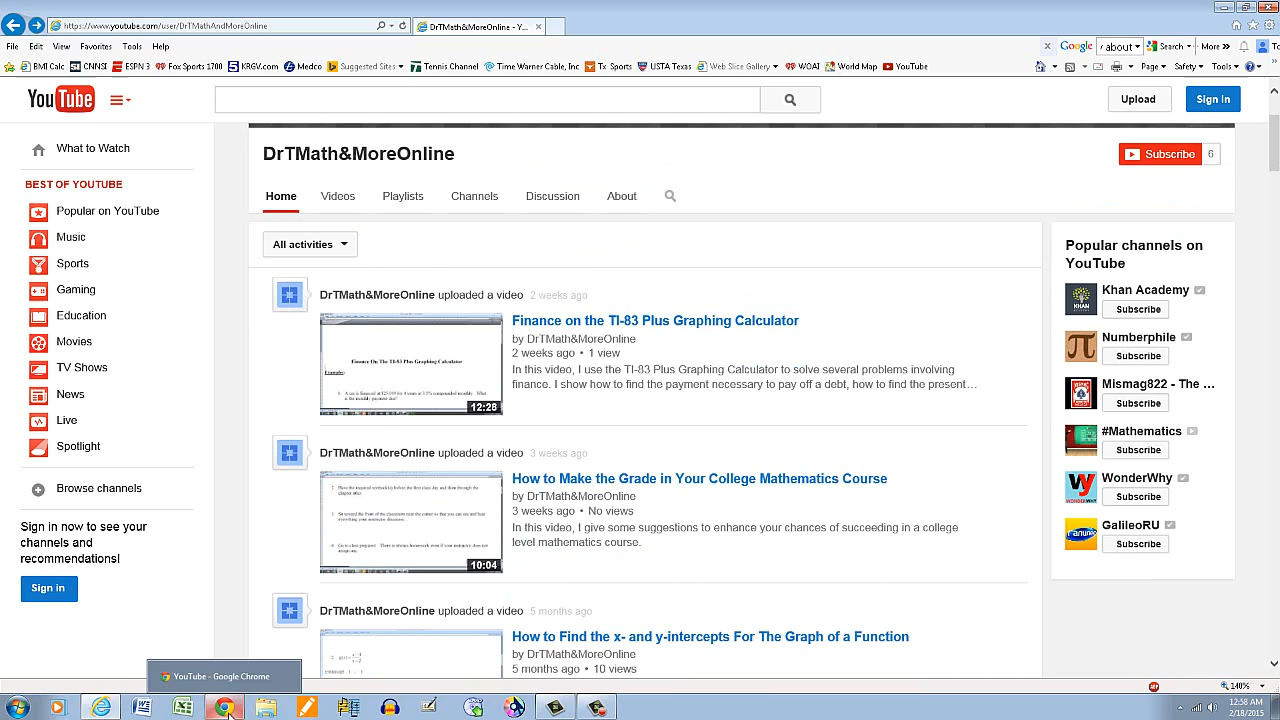 https://www.youtube.com/user/DrTMathAndMoreOnline
DrTMath&MoreOnline - Y...
File Edit View Favorites Tools Help
Google about Search More »
BMI Calc CNNSI ESPN 3 Fox Sports 1700 KRGV.com Medco Suggested Sites Tennis Channel Time Warner Cable, Inc Tx Sports USTA Texas Web Slice Gallery WOAI World Map YouTube Page Safety Tools
YouTube
Upload
Sign in
What to Watch
BEST OF YOUTUBE
Popular on YouTube
Music
Sports
Gaming
Education
Movies
TV Shows
News
Live
Spotlight
Browse channels
Sign in now to see your
channels and
recommendations!
Sign in
DrTMath&MoreOnline
Subscribe 6
Home Videos Playlists Channels Discussion About
All activities
DrTMath&MoreOnline uploaded a video 2 weeks ago
Finance On The TI-83 Plus Graphing Calculator
12:28
Finance on the TI-83 Plus Graphing Calculator
by DrTMath&MoreOnline
2 weeks ago • 1 view
In this video, I use the TI-83 Plus Graphing Calculator to solve several problems involving
finance. I show how to find the payment necessary to pay off a debt, how to find the present…
DrTMath&MoreOnline uploaded a video 3 weeks ago
10:04
How to Make the Grade in Your College Mathematics Course
by DrTMath&MoreOnline
3 weeks ago • No views
In this video, I give some suggestions to enhance your chances of succeeding in a college
level mathematics course.
DrTMath&MoreOnline uploaded a video 5 months ago
How to Find the x- and y-intercepts For The Graph of a Function
by DrTMath&MoreOnline
5 months ago • 10 views
Popular channels on
YouTube
Khan Academy
Subscribe
Numberphile
Subscribe
Mismag822 - The ...
Subscribe
#Mathematics
Subscribe
WonderWhy
Subscribe
GalileoRU
Subscribe
YouTube - Google Chrome
140%
12:58 AM
2/18/2015